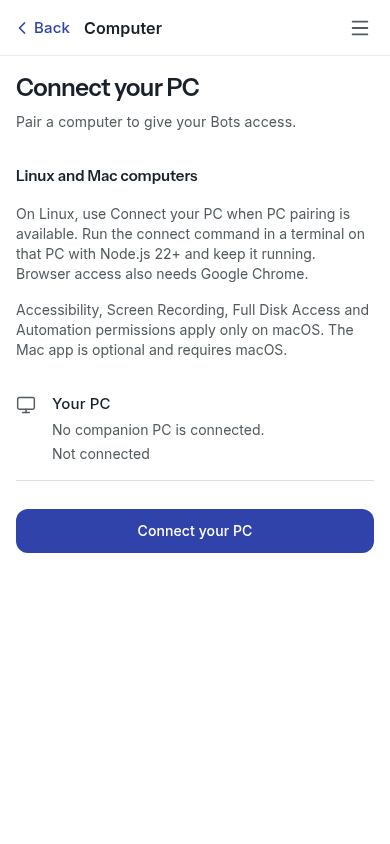 Back
Computer
Connect your PC
Pair a computer to give your Bots access.
Linux and Mac computers
On Linux, use Connect your PC when PC pairing is
available. Run the connect command in a terminal on
that PC with Node.js 22+ and keep it running.
Browser access also needs Google Chrome.
Accessibility, Screen Recording, Full Disk Access and
Automation permissions apply only on macOS. The
Mac app is optional and requires macOS.
Your PC
No companion PC is connected.
Not connected
Connect your PC